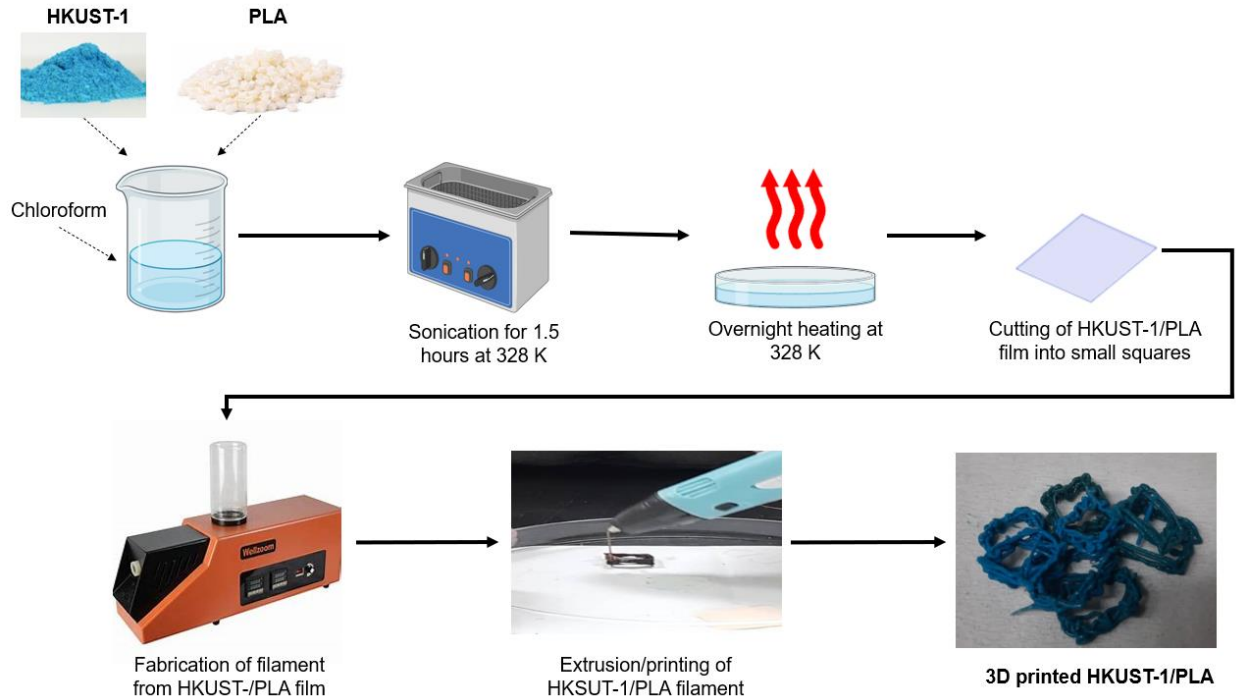 HKUST-1
PLA
Chloroform
Sonication for 1.5
hours at 328 K
Overnight heating at
328 K
Cutting of HKUST-1/PLA
film into small squares
Wellzoom
Fabrication of filament
from HKUST-/PLA film
Extrusion/printing of
HKSUT-1/PLA filament
3D printed HKUST-1/PLA